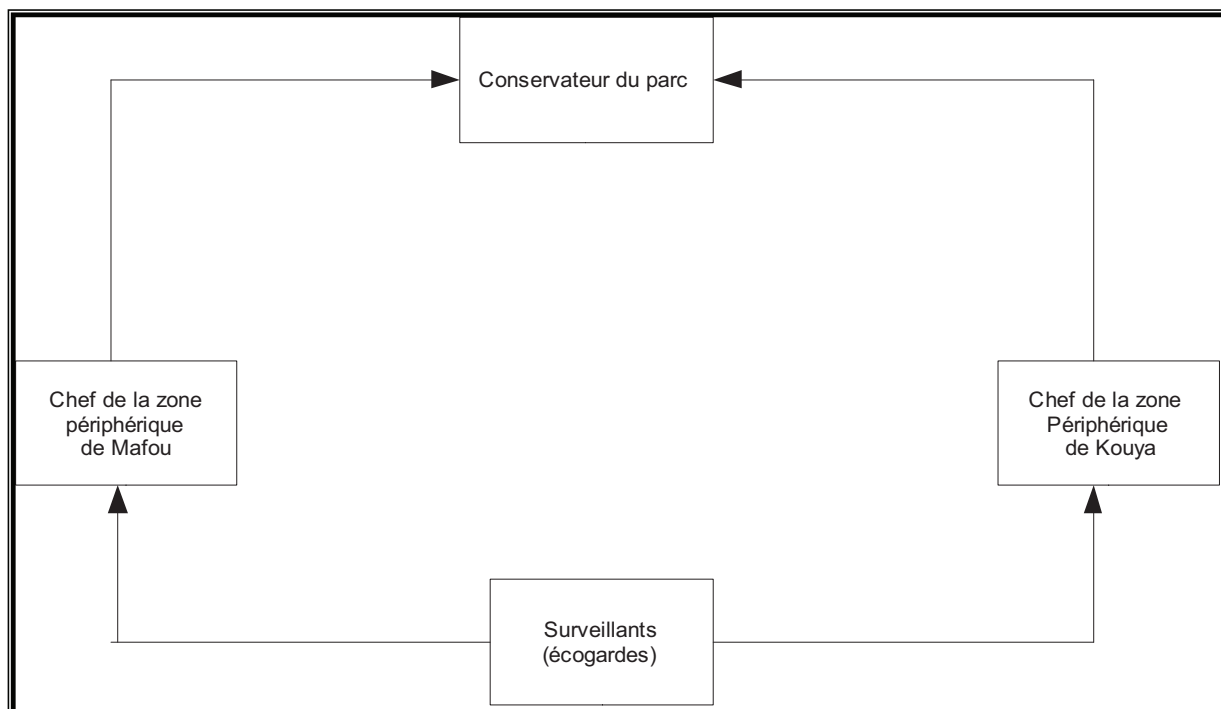 Conservateur du parc
Chef de la zone
périphérique
de Mafou
Chef de la zone
Périphérique
de Kouya
Surveillants
(écogardes)